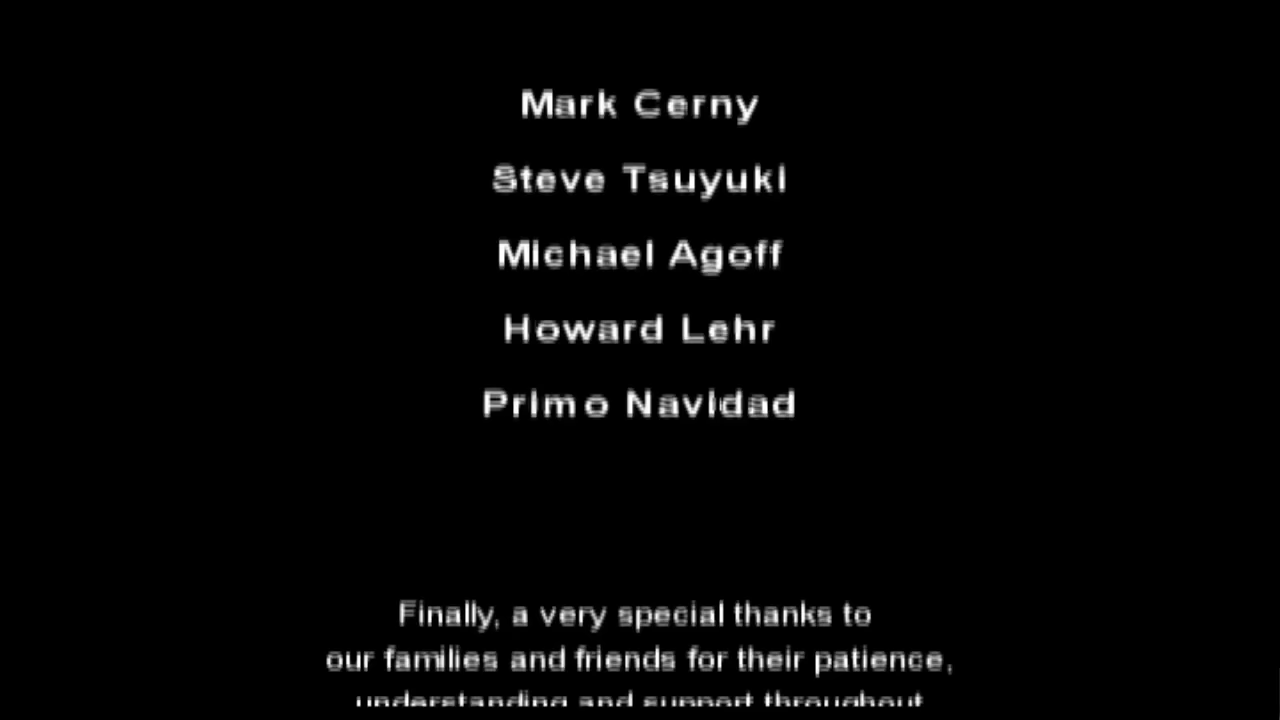 Mark Cerny
Steve Tsuyuki
Michael Agoff
Howard Lehr
Primo Navidad
Finally, a very special thanks to
our families and friends for their patience,
understanding and support throughout